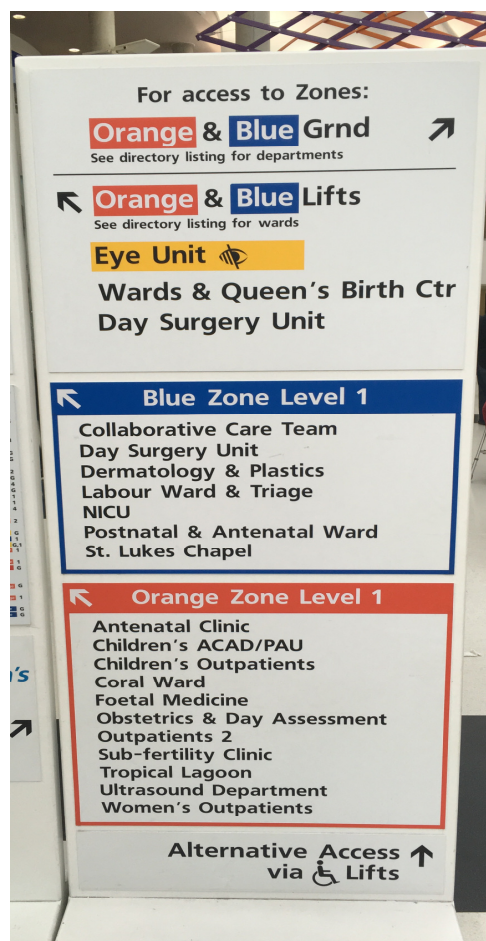 For access to Zones:
Orange & Blue Grnd
See directory listing for departments
Orange & Blue Lifts
See directory listing for wards
Eye Unit
Wards & Queen's Birth Ctr
Day Surgery Unit
Blue Zone Level 1
Collaborative Care Team
Day Surgery Unit
Dermatology & Plastics
Labour Ward & Triage
NICU
Postnatal & Antenatal Ward
St. Lukes Chapel
Orange Zone Level 1
Antenatal Clinic
Children's ACAD/PAU
Children's Outpatients
Coral Ward
Foetal Medicine
Obstetrics & Day Assessment
Outpatients 2
Sub-fertility Clinic
Tropical Lagoon
Ultrasound Department
Women's Outpatients
Alternative Access
via Lifts